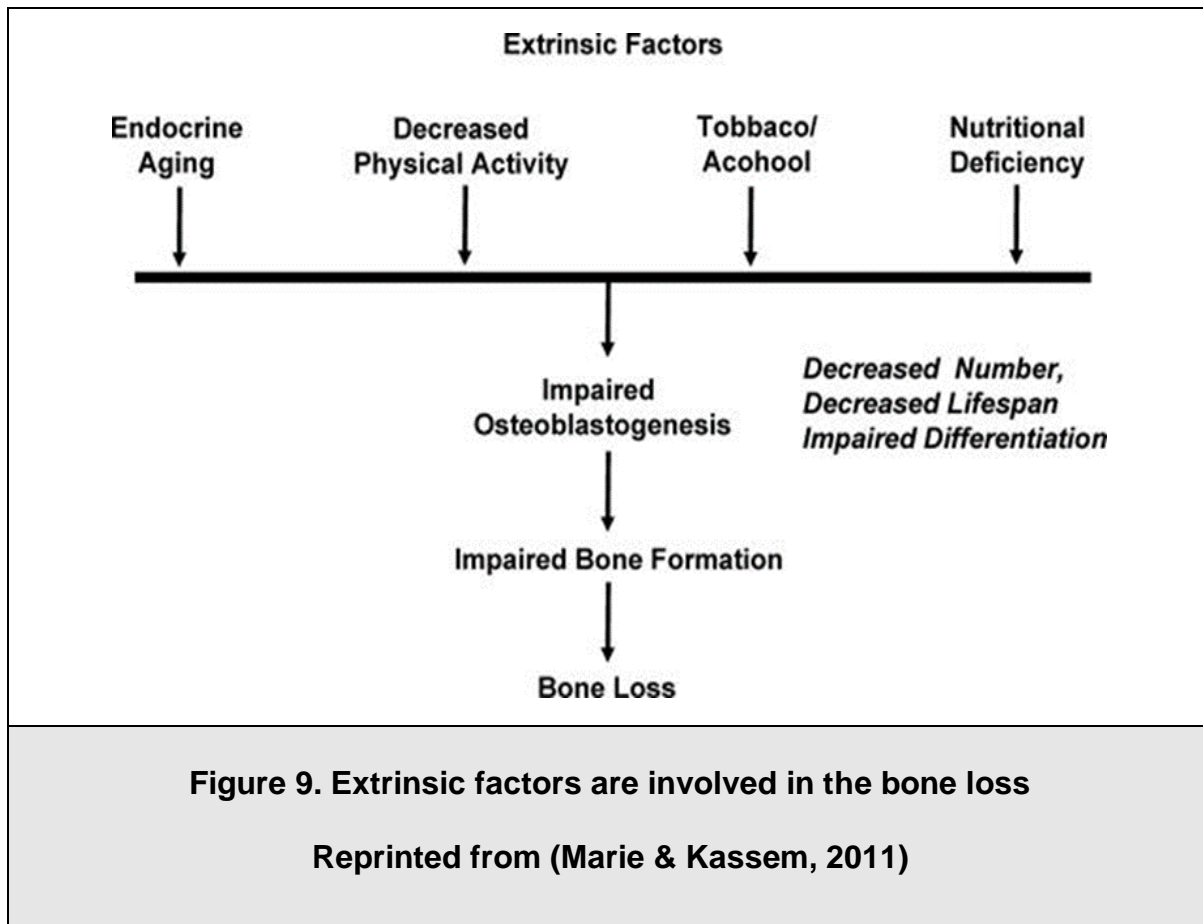 Extrinsic Factors
Endocrine
Aging
Decreased
Physical Activity
Tobbaco/
Acohool
Nutritional
Deficiency
Impaired
Osteoblastogenesis
Decreased Number,
Decreased Lifespan
Impaired Differentiation
Impaired Bone Formation
Bone Loss
Figure 9. Extrinsic factors are involved in the bone loss
Reprinted from (Marie & Kassem, 2011)